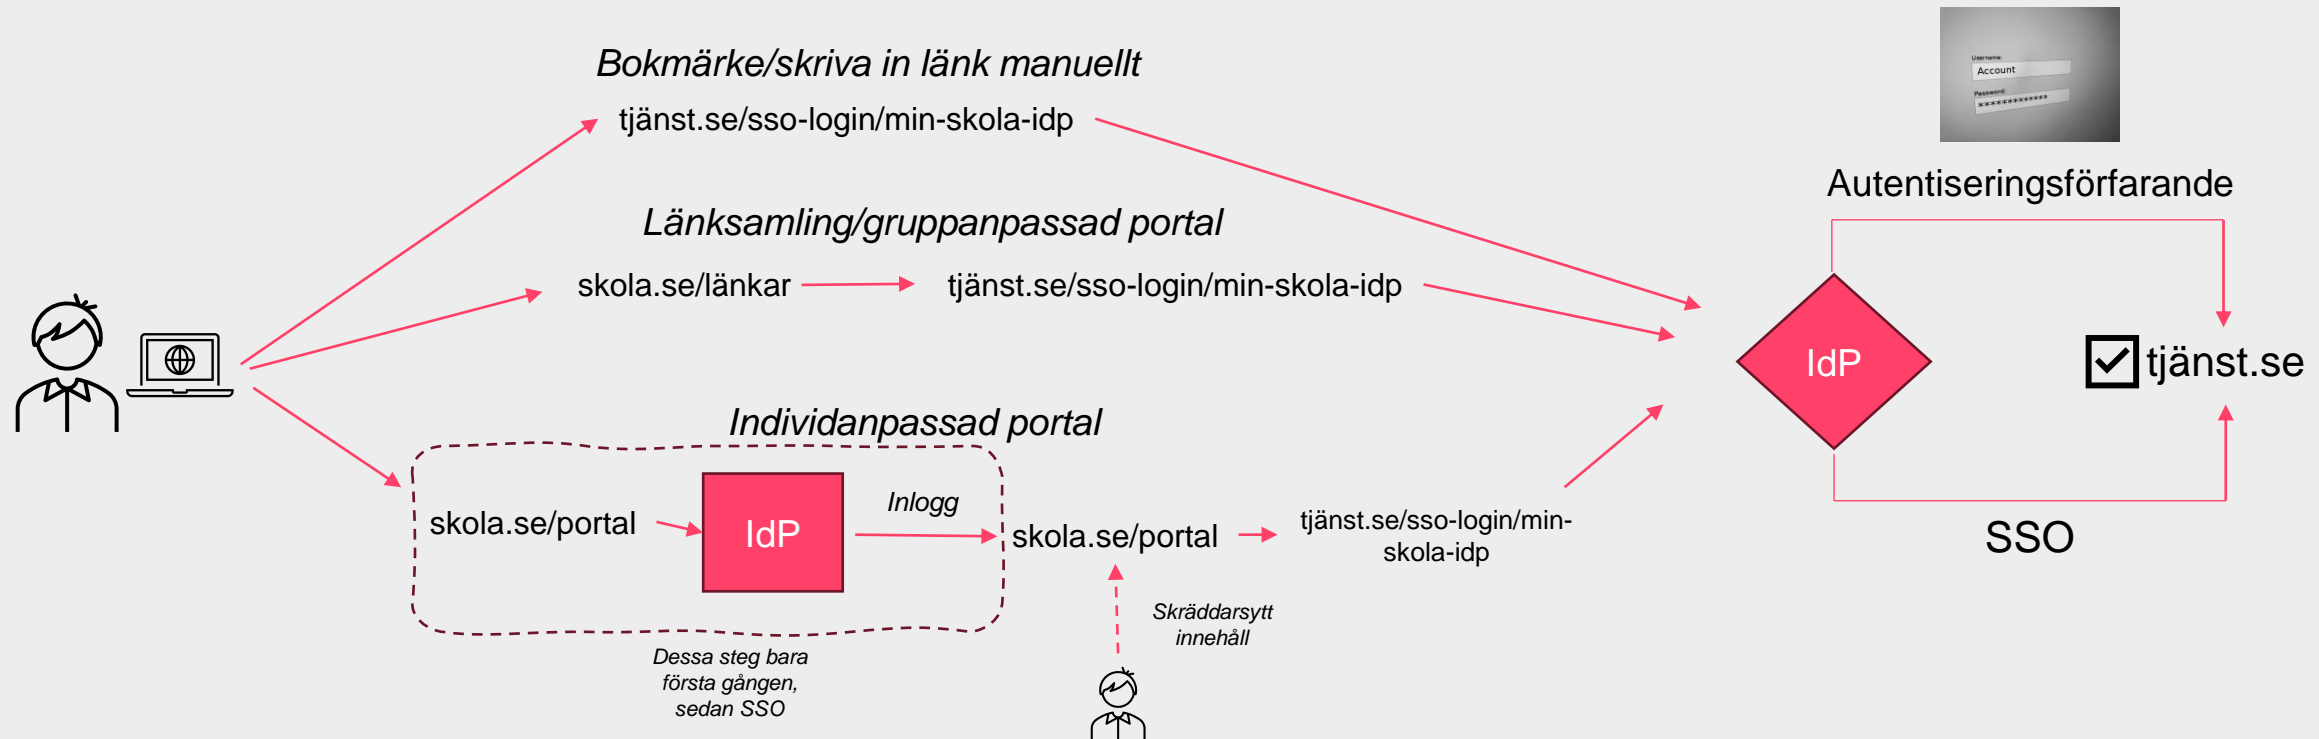 Bokmärke/skriva in länk manuellt
tjänst.se/sso-login/min-skola-idp
Username:
Account
Password:
*************
Autentiseringsförfarande
Länksamling/gruppanpassad portal
skola.se/länkar
tjänst.se/sso-login/min-skola-idp
IdP
tjänst.se
Individanpassad portal
skola.se/portal
IdP
Inlogg
skola.se/portal
tjänst.se/sso-login/min-
skola-idp
SSO
Skräddarsytt
innehåll
Dessa steg bara
första gången,
sedan SSO